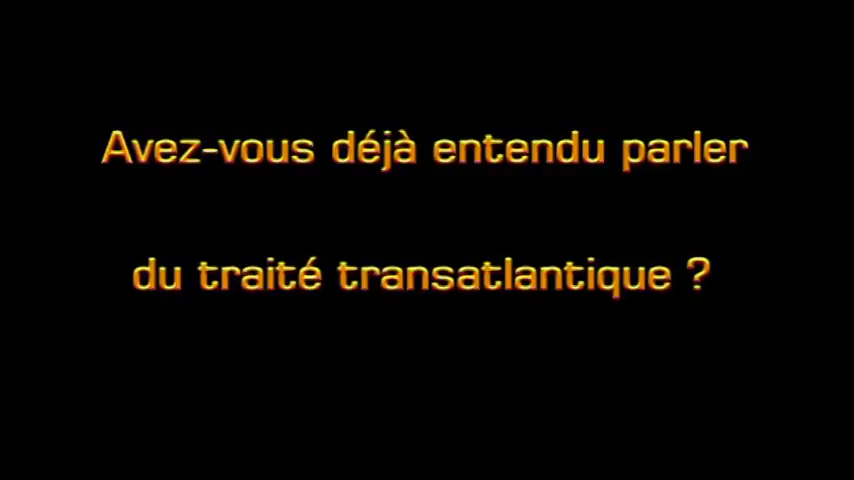 Avez-vous déjà entendu parler
du traité transatlantique ?